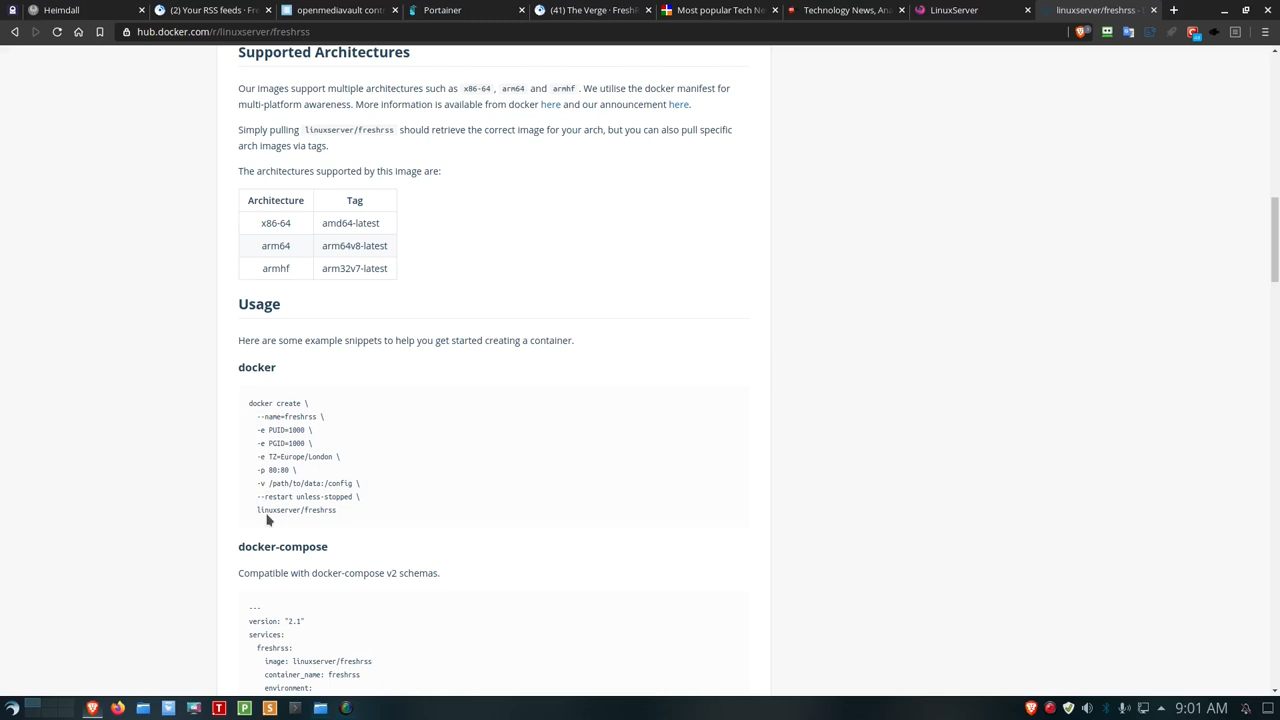 Heimdall
(2) Your RSS feeds · Fre
openmediavault cont
Portainer
(41) The Verge · FreshR
Most popular Tech Ne
Technology News, Ana
LinuxServer
linuxserver/freshrss -
hub.docker.com/r/linuxserver/freshrss
Supported Architectures
Our images support multiple architectures such as x86-64 , arm64 and armhf . We utilise the docker manifest for
multi-platform awareness. More information is available from docker here and our announcement here.
Simply pulling linuxserver/freshrss should retrieve the correct image for your arch, but you can also pull specific
arch images via tags.
The architectures supported by this image are:
Architecture Tag
x86-64 amd64-latest
arm64 arm64v8-latest
armhf arm32v7-latest
Usage
Here are some example snippets to help you get started creating a container.
docker
docker create \
--name=freshrss \
-e PUID=1000 \
-e PGID=1000 \
-e TZ=Europe/London \
-p 80:80 \
-v /path/to/data:/config \
--restart unless-stopped \
linuxserver/freshrss
docker-compose
Compatible with docker-compose v2 schemas.
---
version: "2.1"
services:
freshrss:
image: linuxserver/freshrss
container_name: freshrss
environment:
T P S
9:01 AM